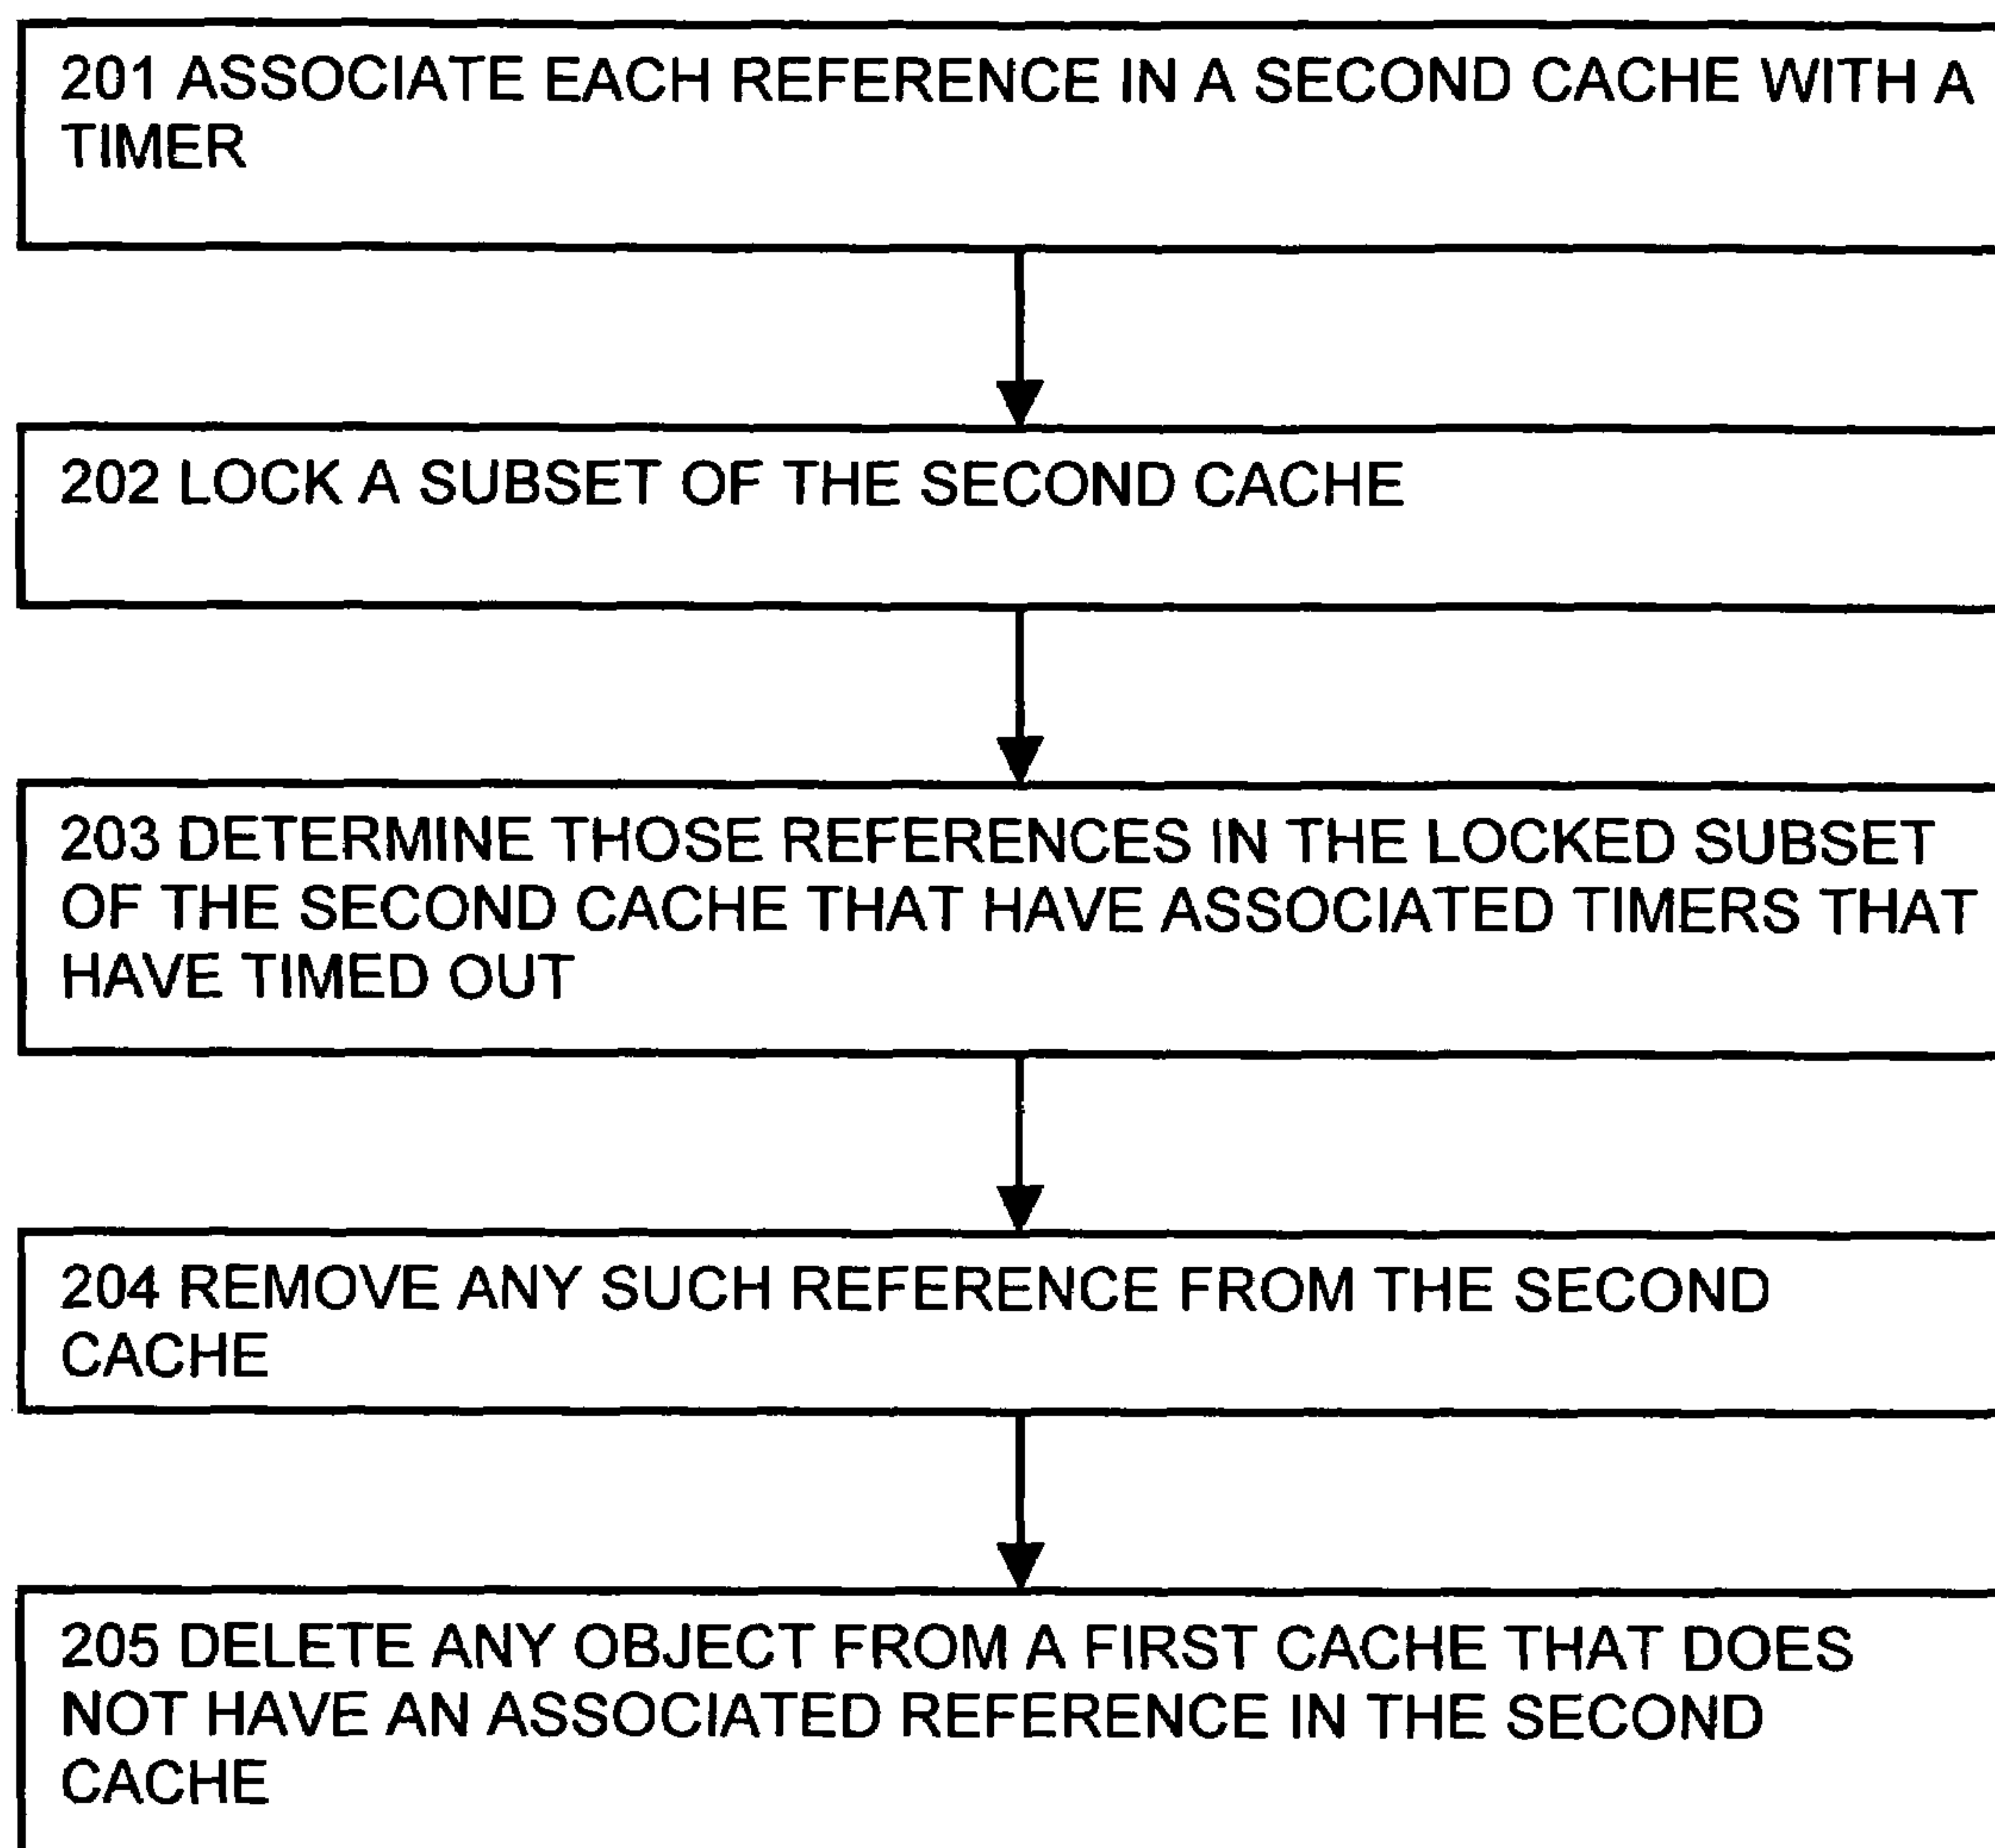 201 ASSOCIATE EACH REFERENCE IN A SECOND CACHE WITH A
TIMER
202 LOCK A SUBSET OF THE SECOND CACHE
203 DETERMINE THOSE REFERENCES IN THE LOCKED SUBSET
OF THE SECOND CACHE THAT HAVE ASSOCIATED TIMERS THAT
HAVE TIMED OUT
204 REMOVE ANY SUCH REFERENCE FROM THE SECOND
CACHE
205 DELETE ANY OBJECT FROM A FIRST CACHE THAT DOES
NOT HAVE AN ASSOCIATED REFERENCE IN THE SECOND
CACHE